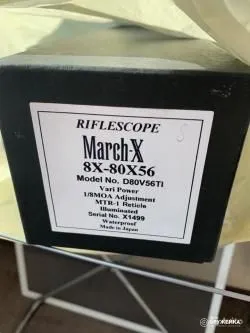 RIFLESCOPE
March-X
8X-80X56
Model No. D80V56TI
Vari Power
1/8MOA Adjustment
MTR-1 Reticle
Illuminated
Serial No. X1499
Waterproof
Made in Japan